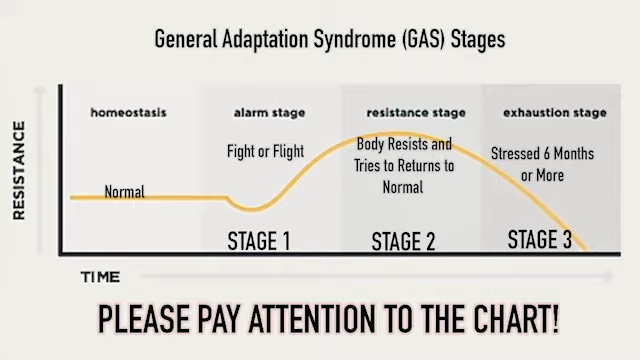 General Adaptation Syndrome (GAS) Stages
homeostasis
alarm stage
resistance stage
exhaustion stage
Fight or Flight
Body Resists and
Tries to Returns to
Normal
Stressed 6 Months
or More
Normal
STAGE 1
STAGE 2
STAGE 3
RESISTANCE
TIME
PLEASE PAY ATTENTION TO THE CHART!